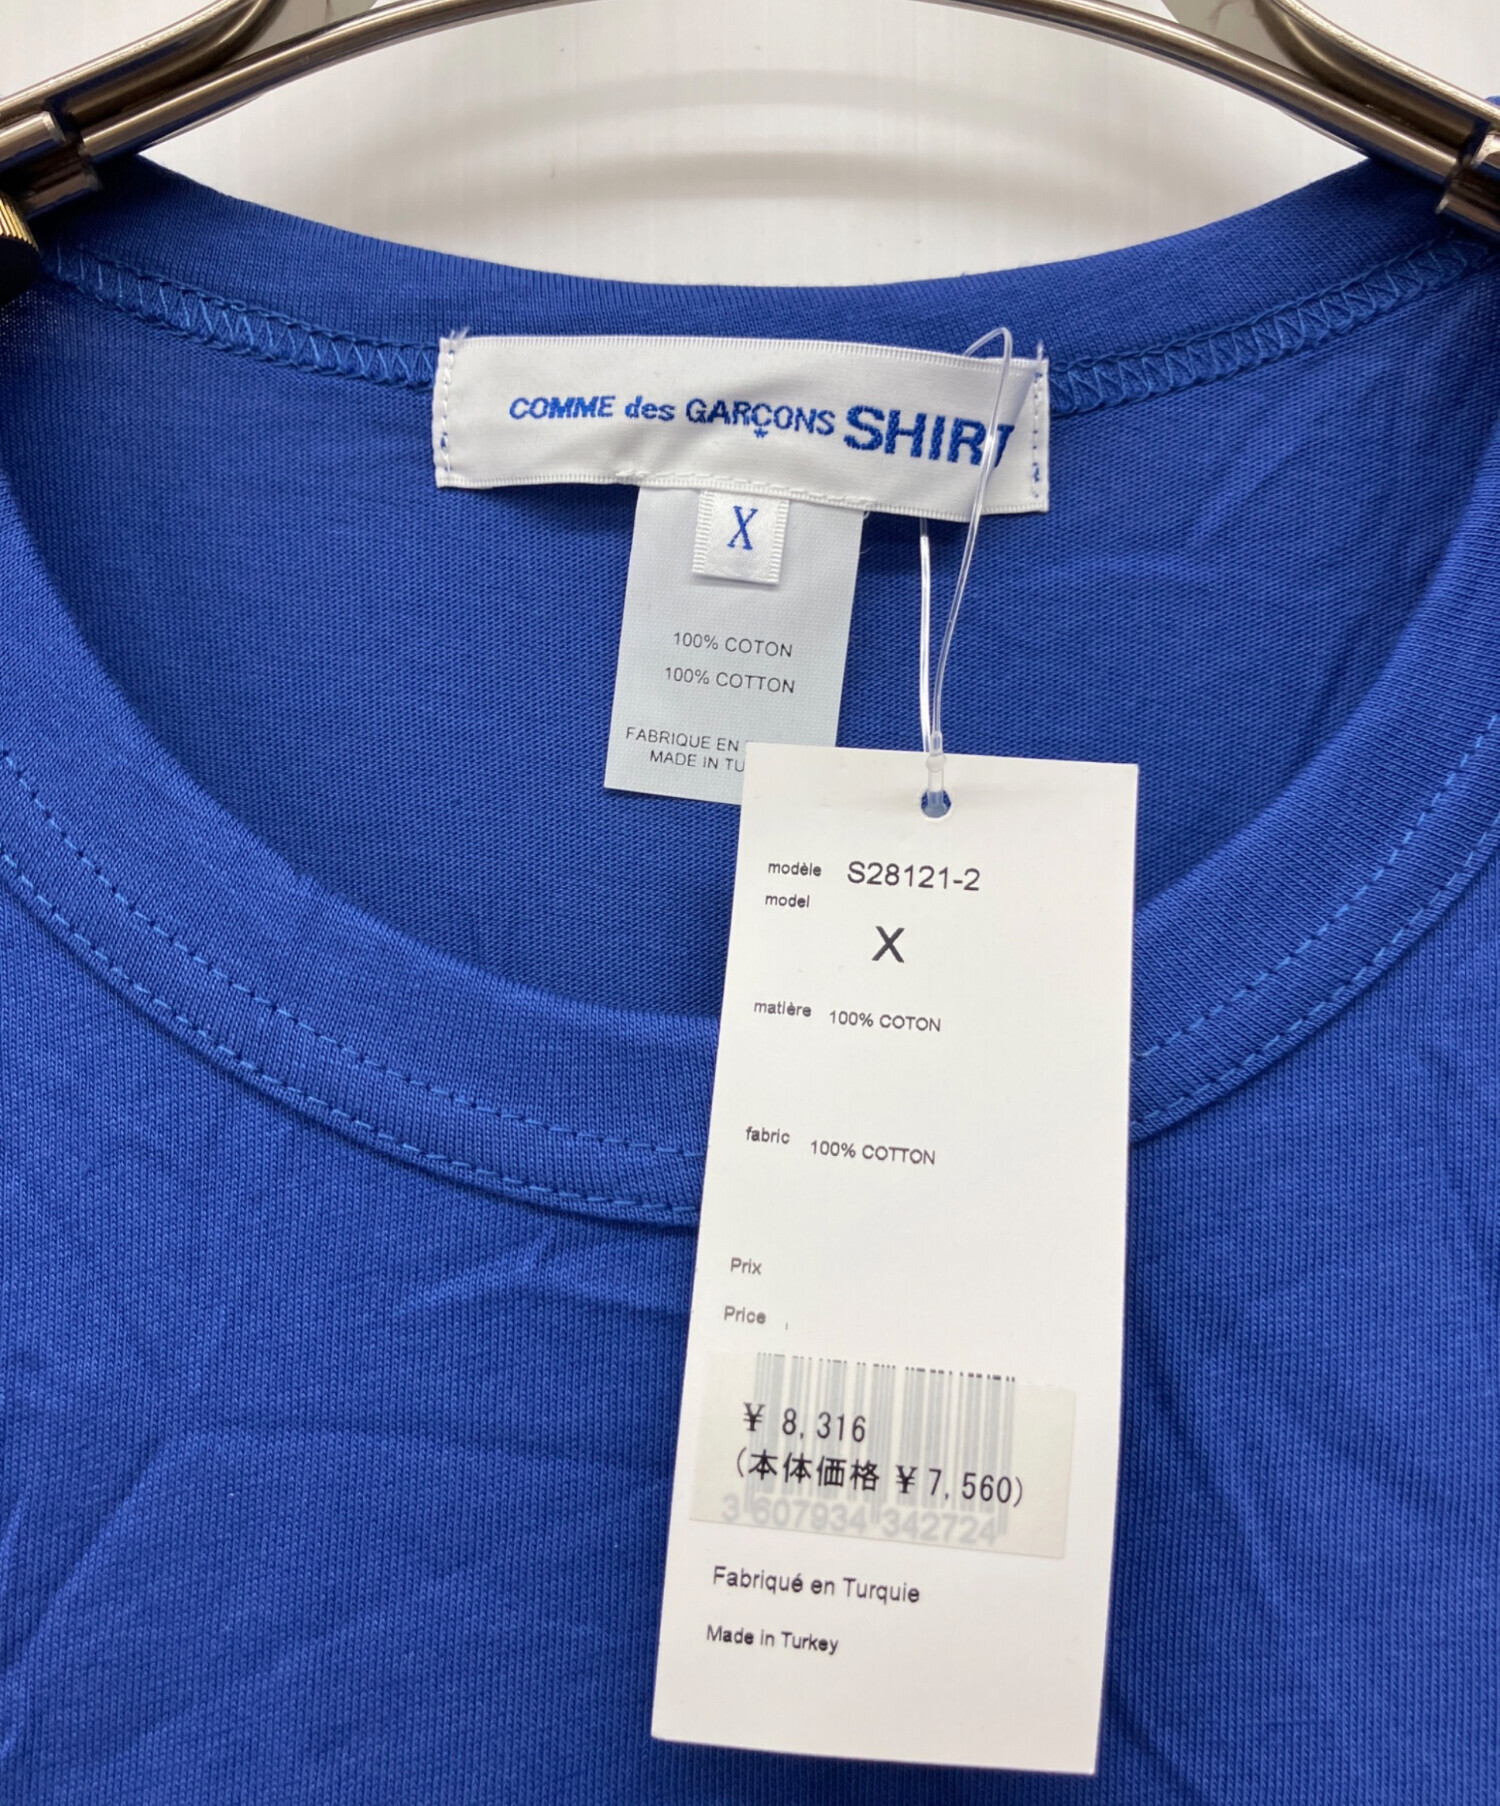 COMME des GARÇONS SHIRT
X
100% COTON
100% COTTON
FABRIQUE EN
MADE IN
modèle S28121-2
model
X
matière 100% COTON
fabric 100% COTTON
Prix
Price
¥ 8,316
(本体価格 ¥ 7,560)
3 607934 342724
Fabriqué en Turquie
Made in Turkey